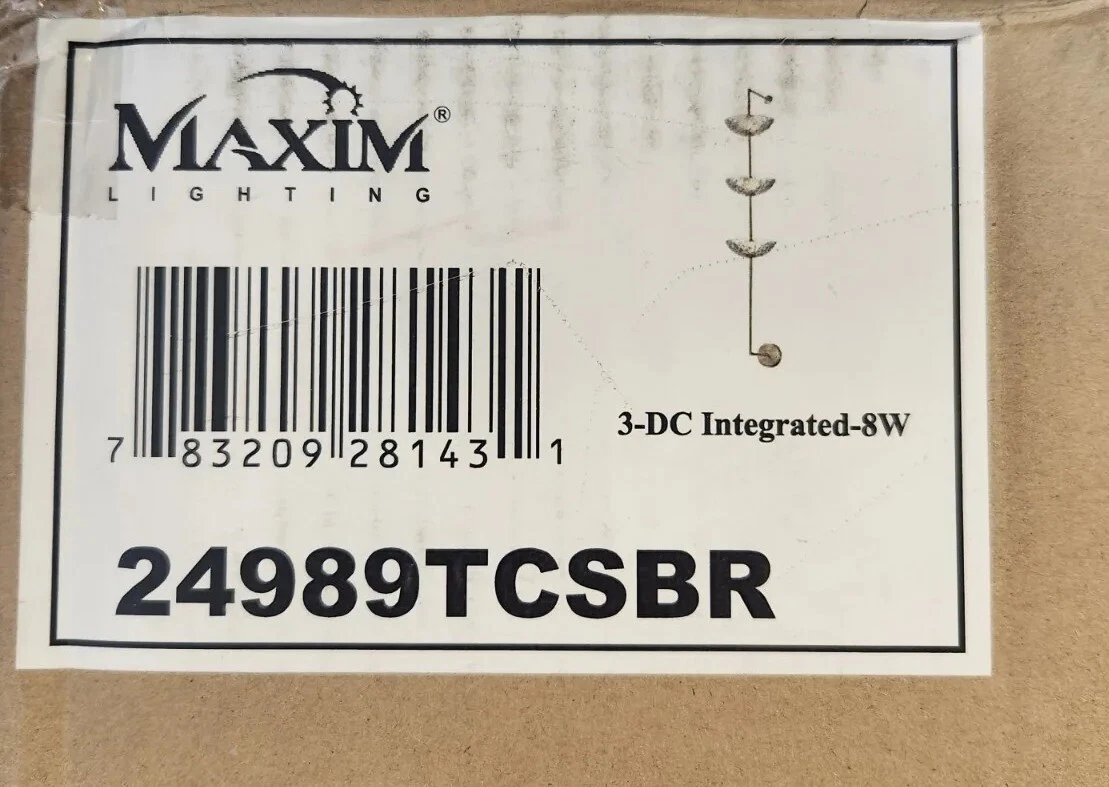 MAXIM®
LIGHTING
7 83209 28143 1
3-DC Integrated-8W
24989TCSBR